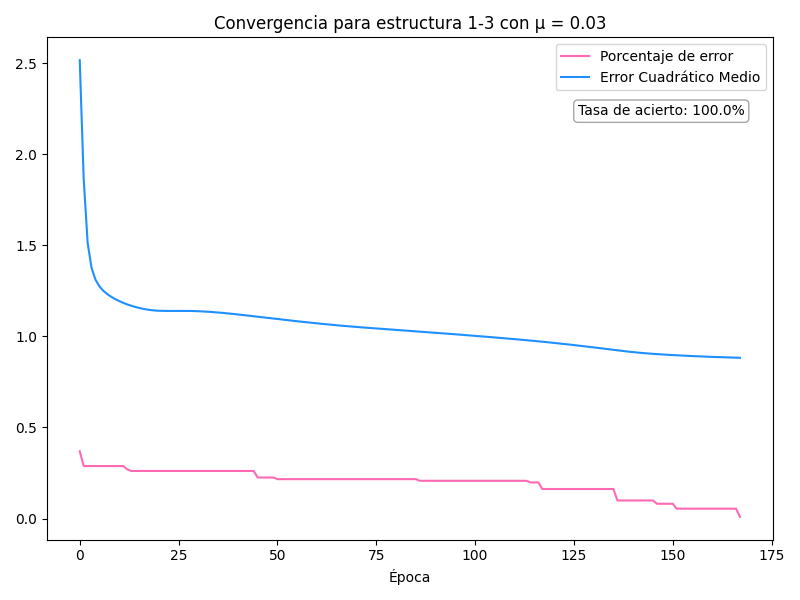 Convergencia para estructura 1-3 con μ = 0.03
Porcentaje de error
Error Cuadrático Medio
Tasa de acierto: 100.0%
2.5
2.0
1.5
1.0
0.5
0.0
0 25 50 75 100 125 150 175
Época